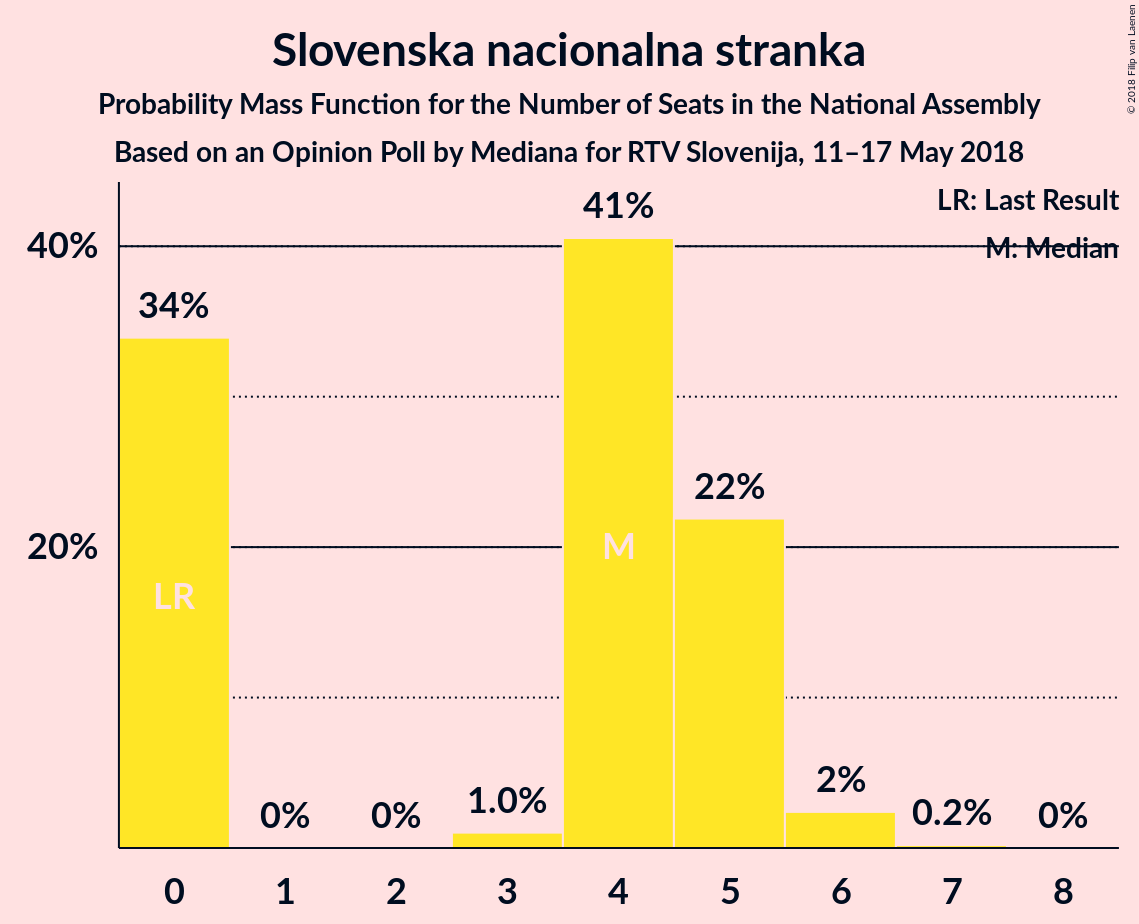 Slovenska nacionalna stranka
Probability Mass Function for the Number of Seats in the National Assembly
Based on an Opinion Poll by Mediana for RTV Slovenija, 11–17 May 2018
© 2018 Filip van Laenen
LR: Last Result
M: Median
40%
20%
34%
0%
0%
1.0%
41%
22%
2%
0.2%
0%
LR
M
0 1 2 3 4 5 6 7 8